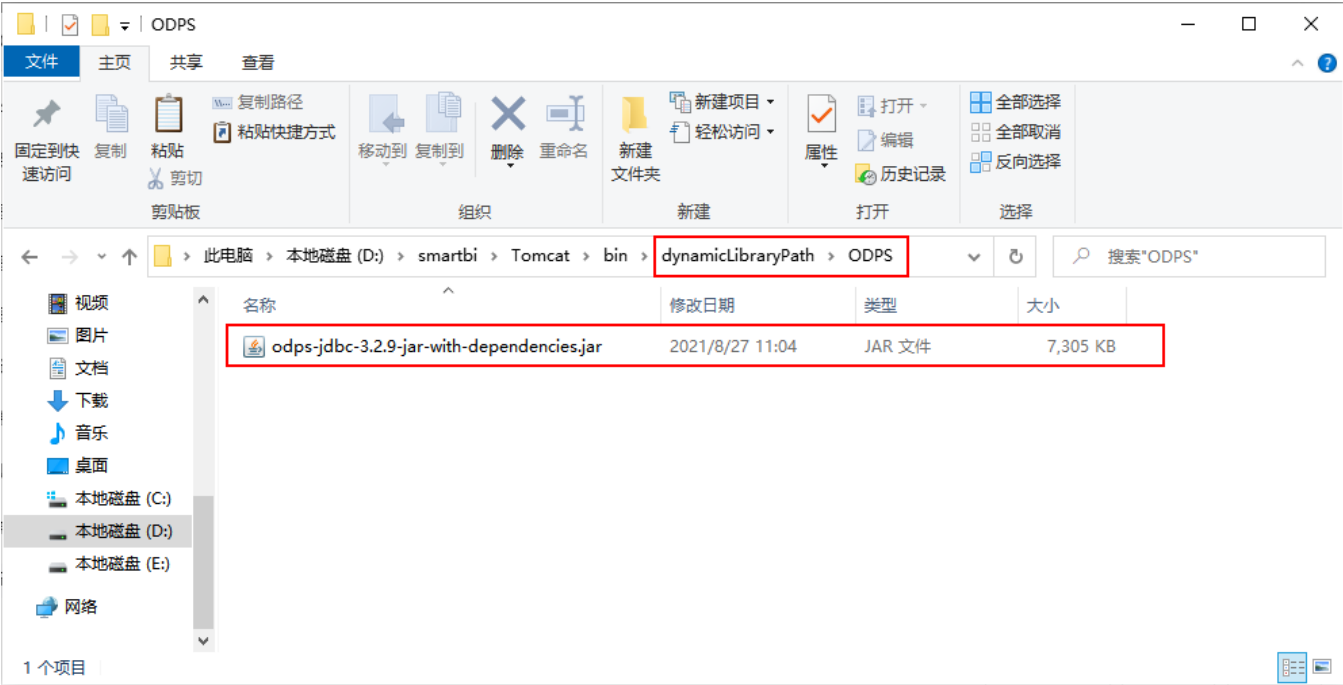 ODPS
文件 主页 共享 查看
固定到快速访问
复制
粘贴
复制路径
粘贴快捷方式
剪切
剪贴板
移动到 复制到 删除 重命名
组织
新建文件夹
新建项目
轻松访问
新建
属性
打开
编辑
历史记录
打开
全部选择
全部取消
反向选择
选择
此电脑 > 本地磁盘 (D:) > smartbi > Tomcat > bin > dynamicLibraryPath > ODPS
搜索"ODPS"
名称 修改日期 类型 大小
odps-jdbc-3.2.9-jar-with-dependencies.jar 2021/8/27 11:04 JAR 文件 7,305 KB
视频
图片
文档
下载
音乐
桌面
本地磁盘 (C:)
本地磁盘 (D:)
本地磁盘 (E:)
网络
1 个项目